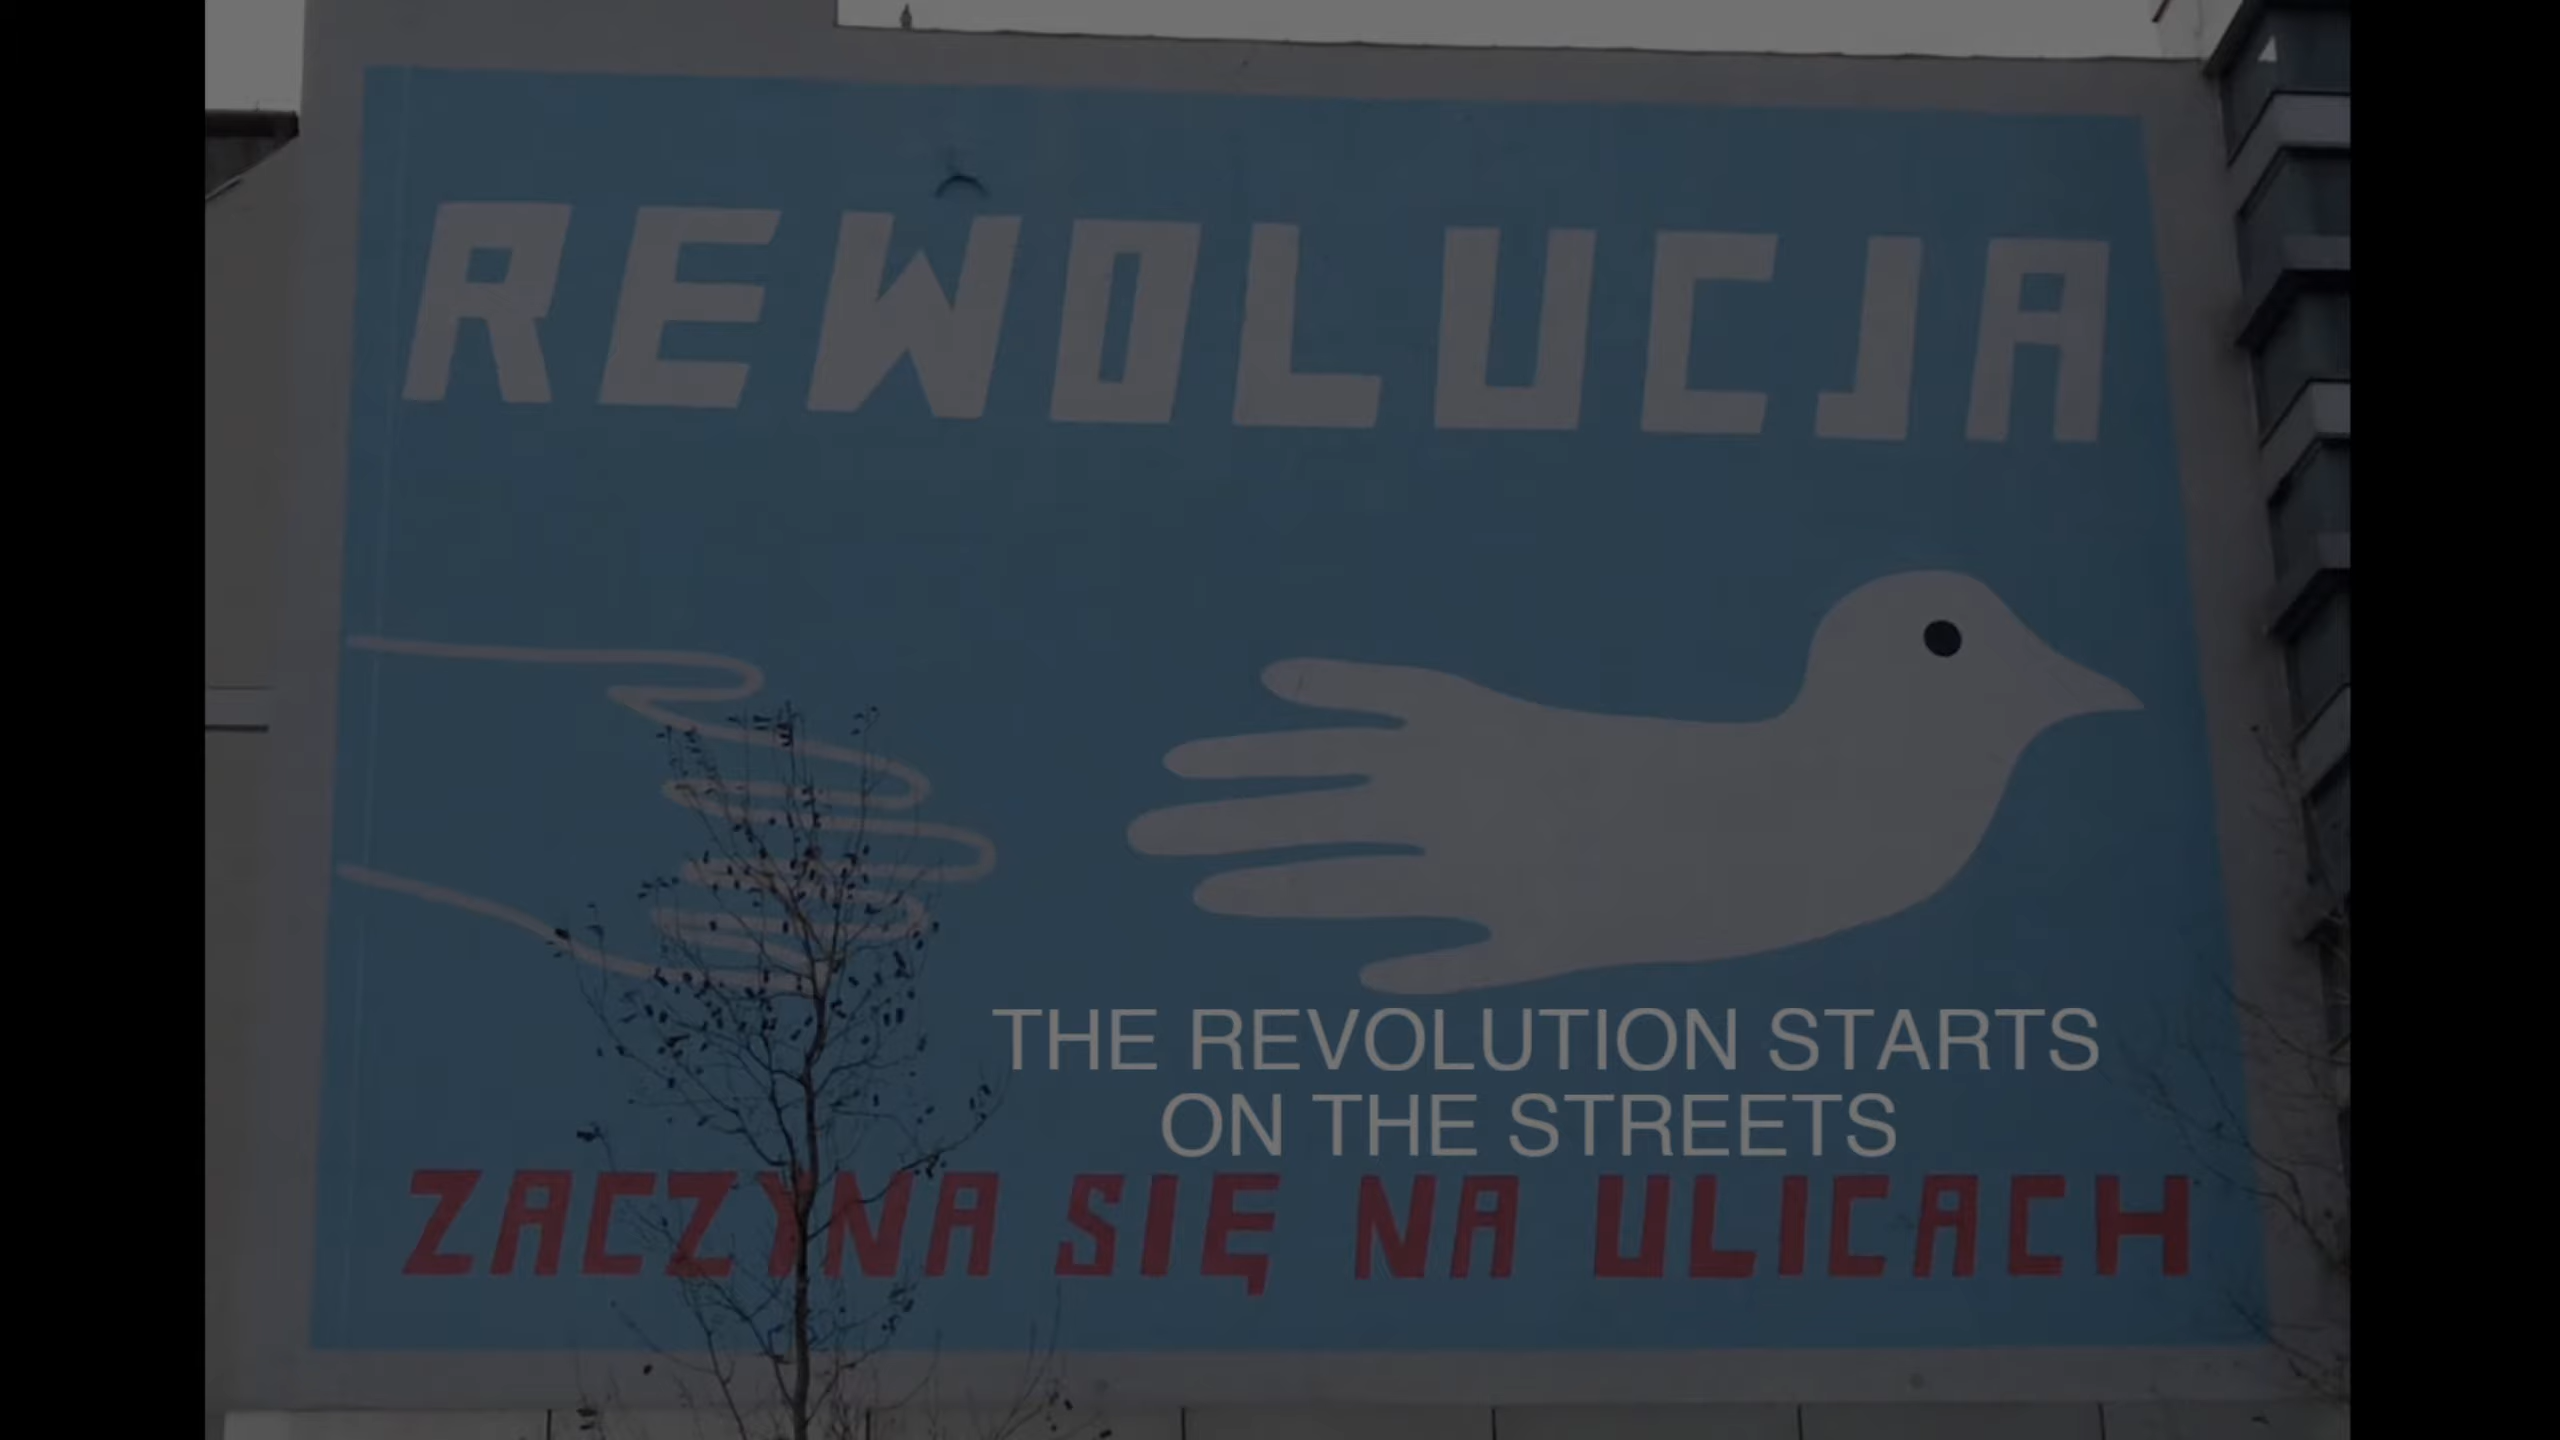 REWOLUCJA
THE REVOLUTION STARTS
ON THE STREETS
ZACZYNA SIĘ NA ULICACH